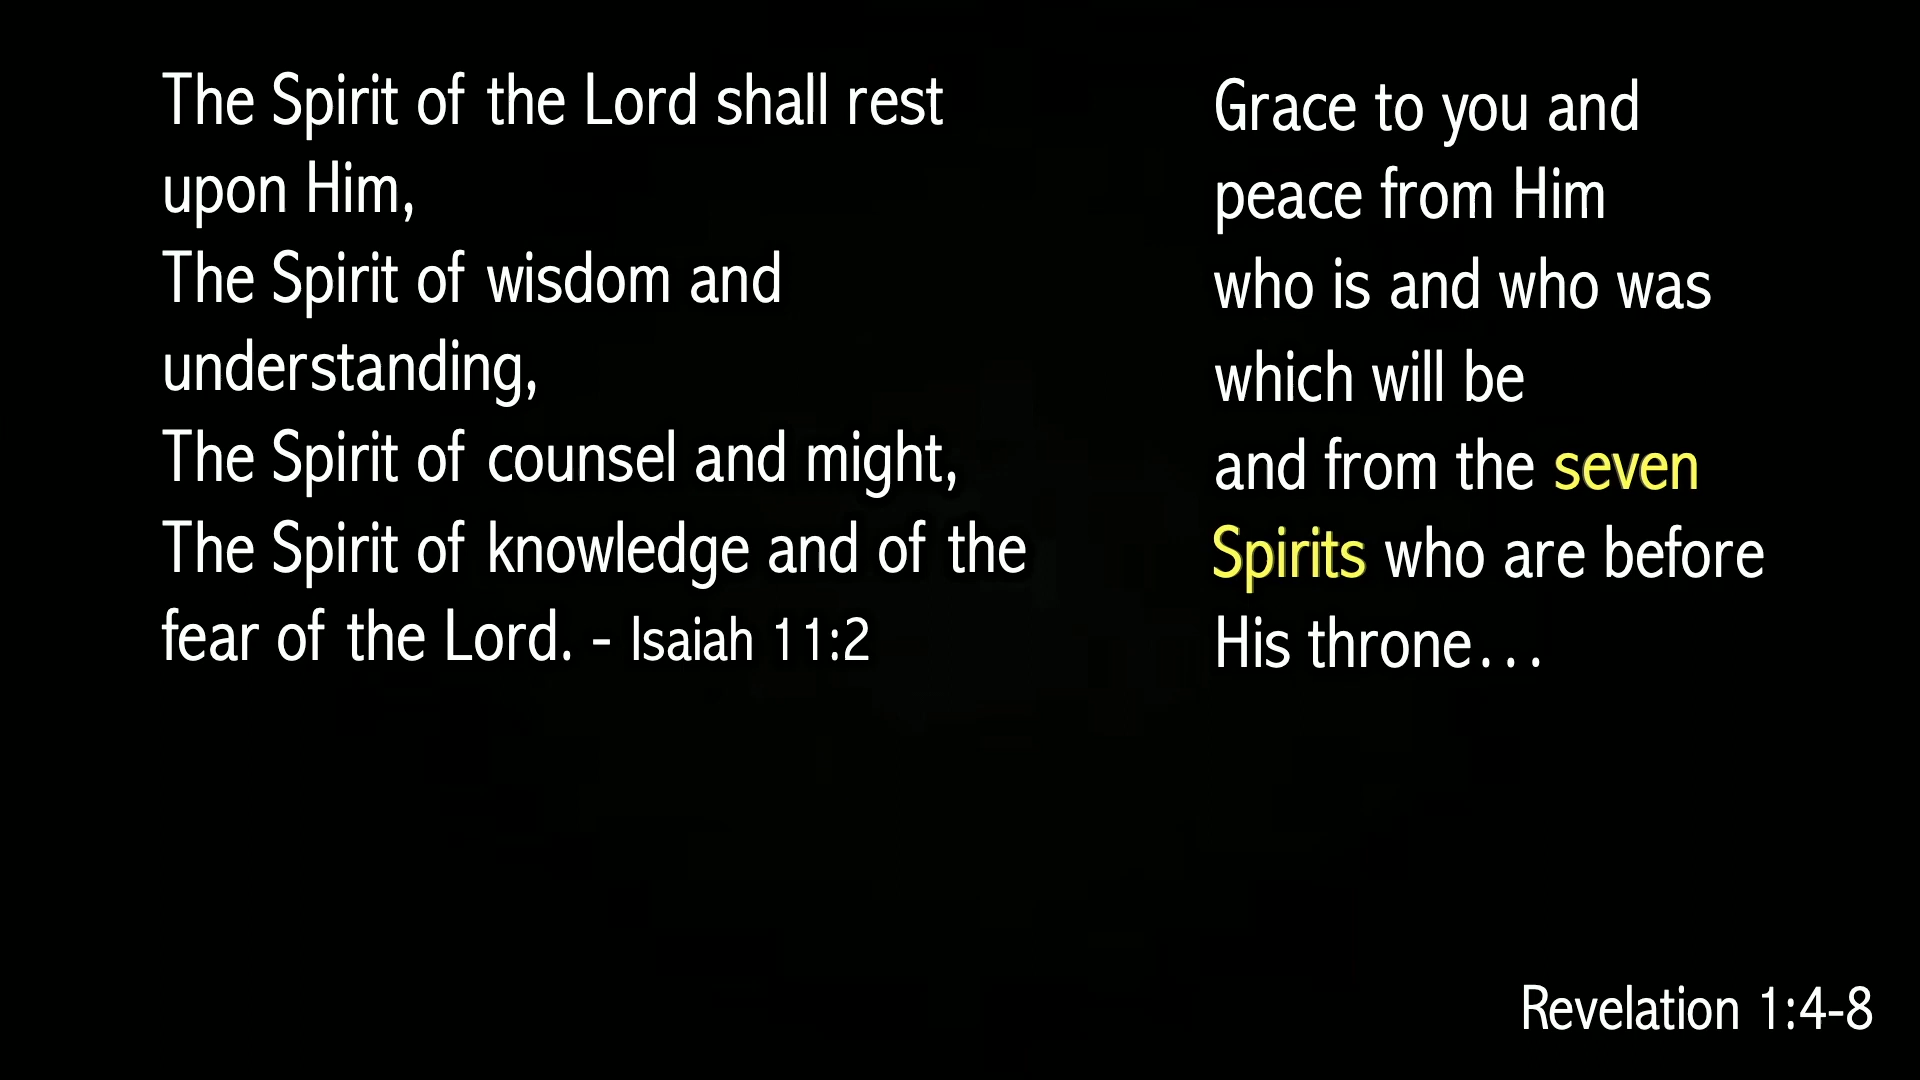 The Spirit of the Lord shall rest
upon Him,
The Spirit of wisdom and
understanding,
The Spirit of counsel and might,
The Spirit of knowledge and of the
fear of the Lord. - Isaiah 11:2
Grace to you and
peace from Him
who is and who was
which will be
and from the seven
Spirits who are before
His throne…
Revelation 1:4-8